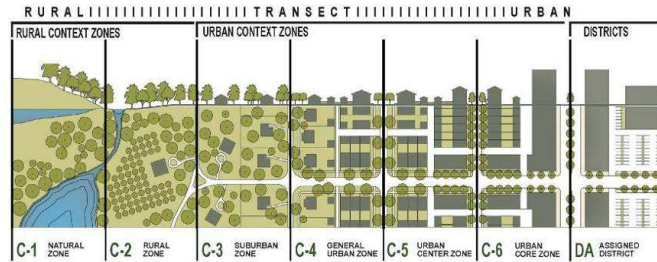 RURAL TRANSECT URBAN
RURAL CONTEXT ZONES
URBAN CONTEXT ZONES
DISTRICTS
C-1 NATURAL ZONE
C-2 RURAL ZONE
C-3 SUBURBAN ZONE
C-4 GENERAL URBAN ZONE
C-5 URBAN CENTER ZONE
C-6 URBAN CORE ZONE
DA ASSIGNED DISTRICT